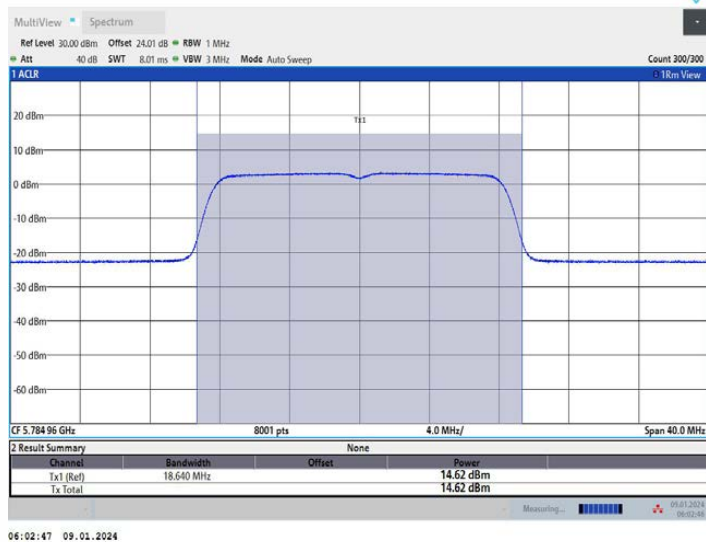 MultiView Spectrum
Ref Level 30.00 dBm Offset 24.01 dB RBW 1 MHz
Att 40 dB SWT 8.01 ms VBW 3 MHz Mode Auto Sweep Count 300/300
1 ACLR 1Rm View
Tx1
20 dBm
10 dBm
0 dBm
-10 dBm
-20 dBm
-30 dBm
-40 dBm
-50 dBm
-60 dBm
CF 5.784 96 GHz 8001 pts 4.0 MHz/ Span 40.0 MHz
2 Result Summary None
Channel Bandwidth Offset Power
Tx1 (Ref) 18.640 MHz 14.62 dBm
Tx Total 14.62 dBm
Measuring... 09.01.2024
06:02:48
06:02:47 09.01.2024